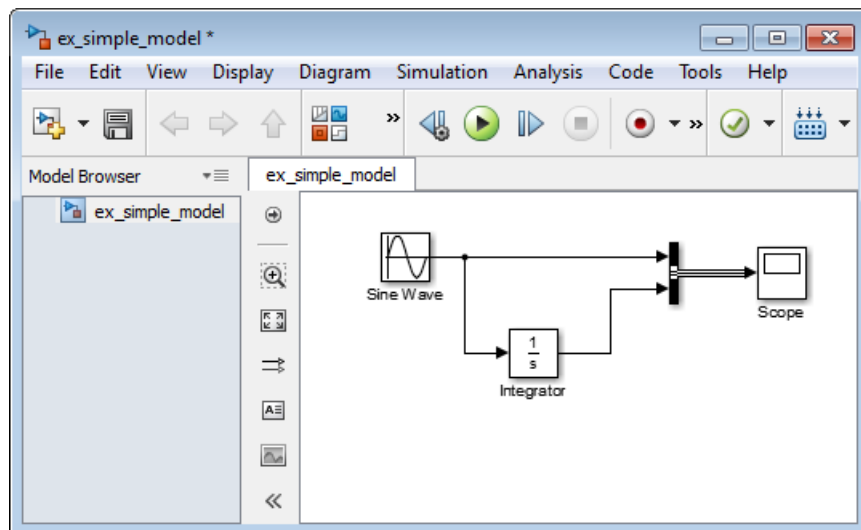 ex_simple_model *
File Edit View Display Diagram Simulation Analysis Code Tools Help
Model Browser
ex_simple_model
ex_simple_model
Sine Wave
1
s
Integrator
Scope